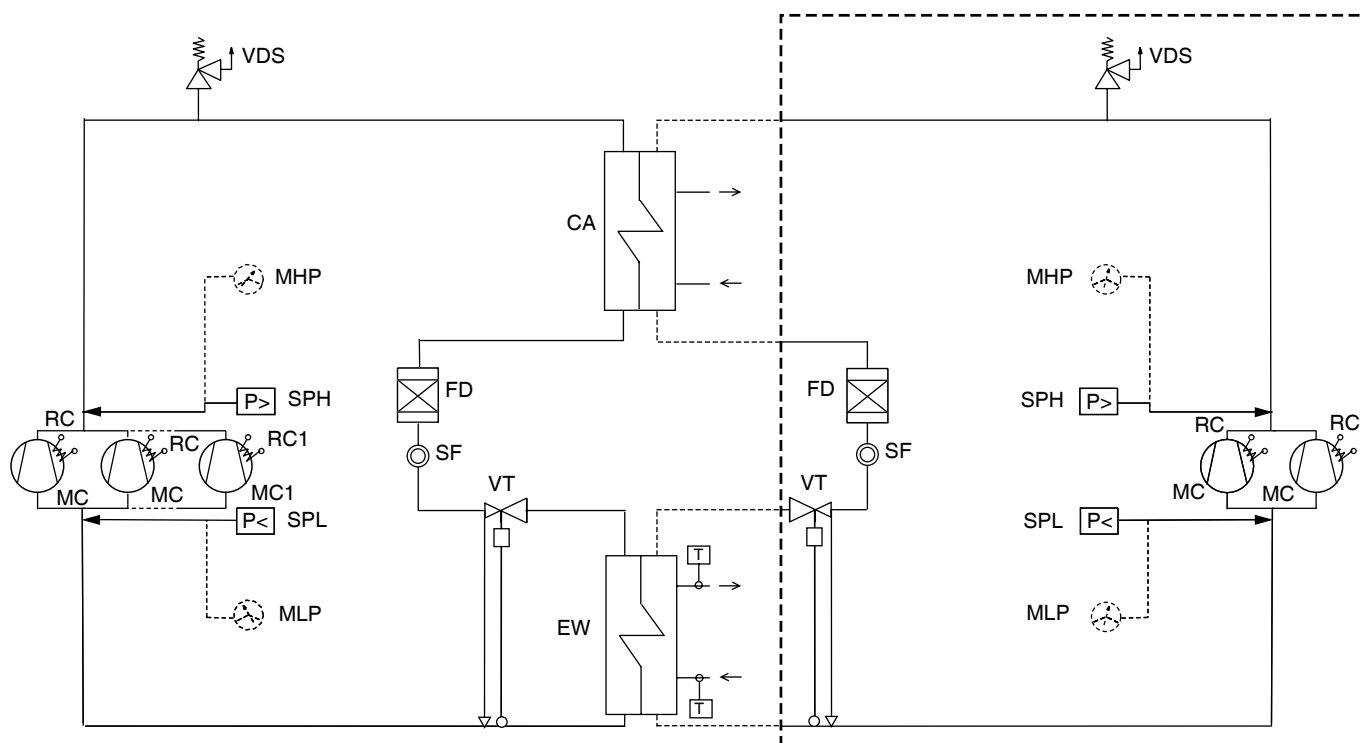 VDS
VDS
CA
MHP
MHP
FD
FD
P> SPH
SPH P>
RC
RC
RC1
RC
RC
SF
SF
MC
MC
MC1
VT
VT
MC
MC
P< SPL
SPL P<
T
MLP
MLP
EW
T